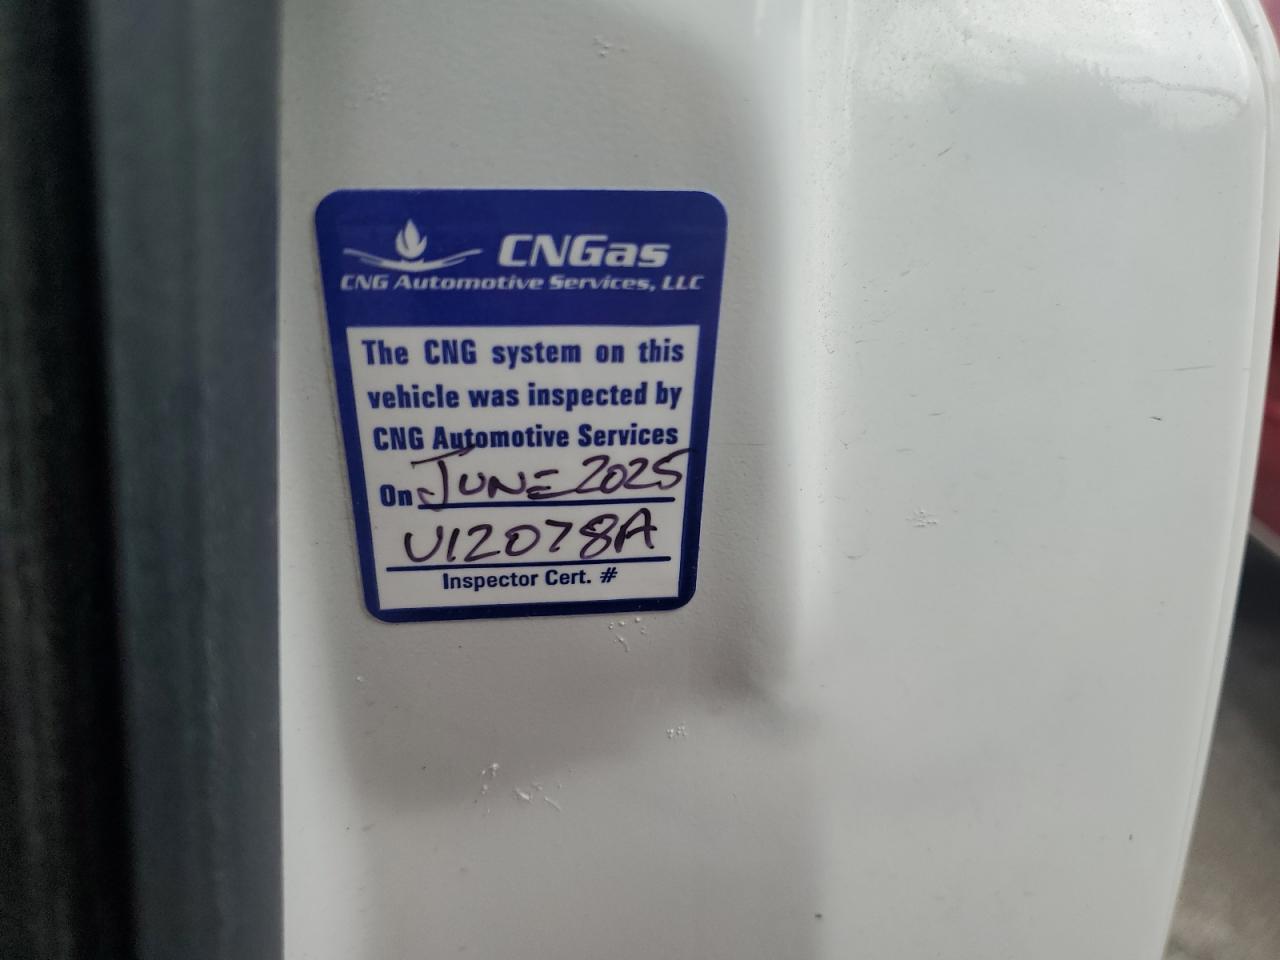 CNGas
CNG Automotive Services, LLC
The CNG system on this
vehicle was inspected by
CNG Automotive Services
On JUNE 2025
U12078A
Inspector Cert. #